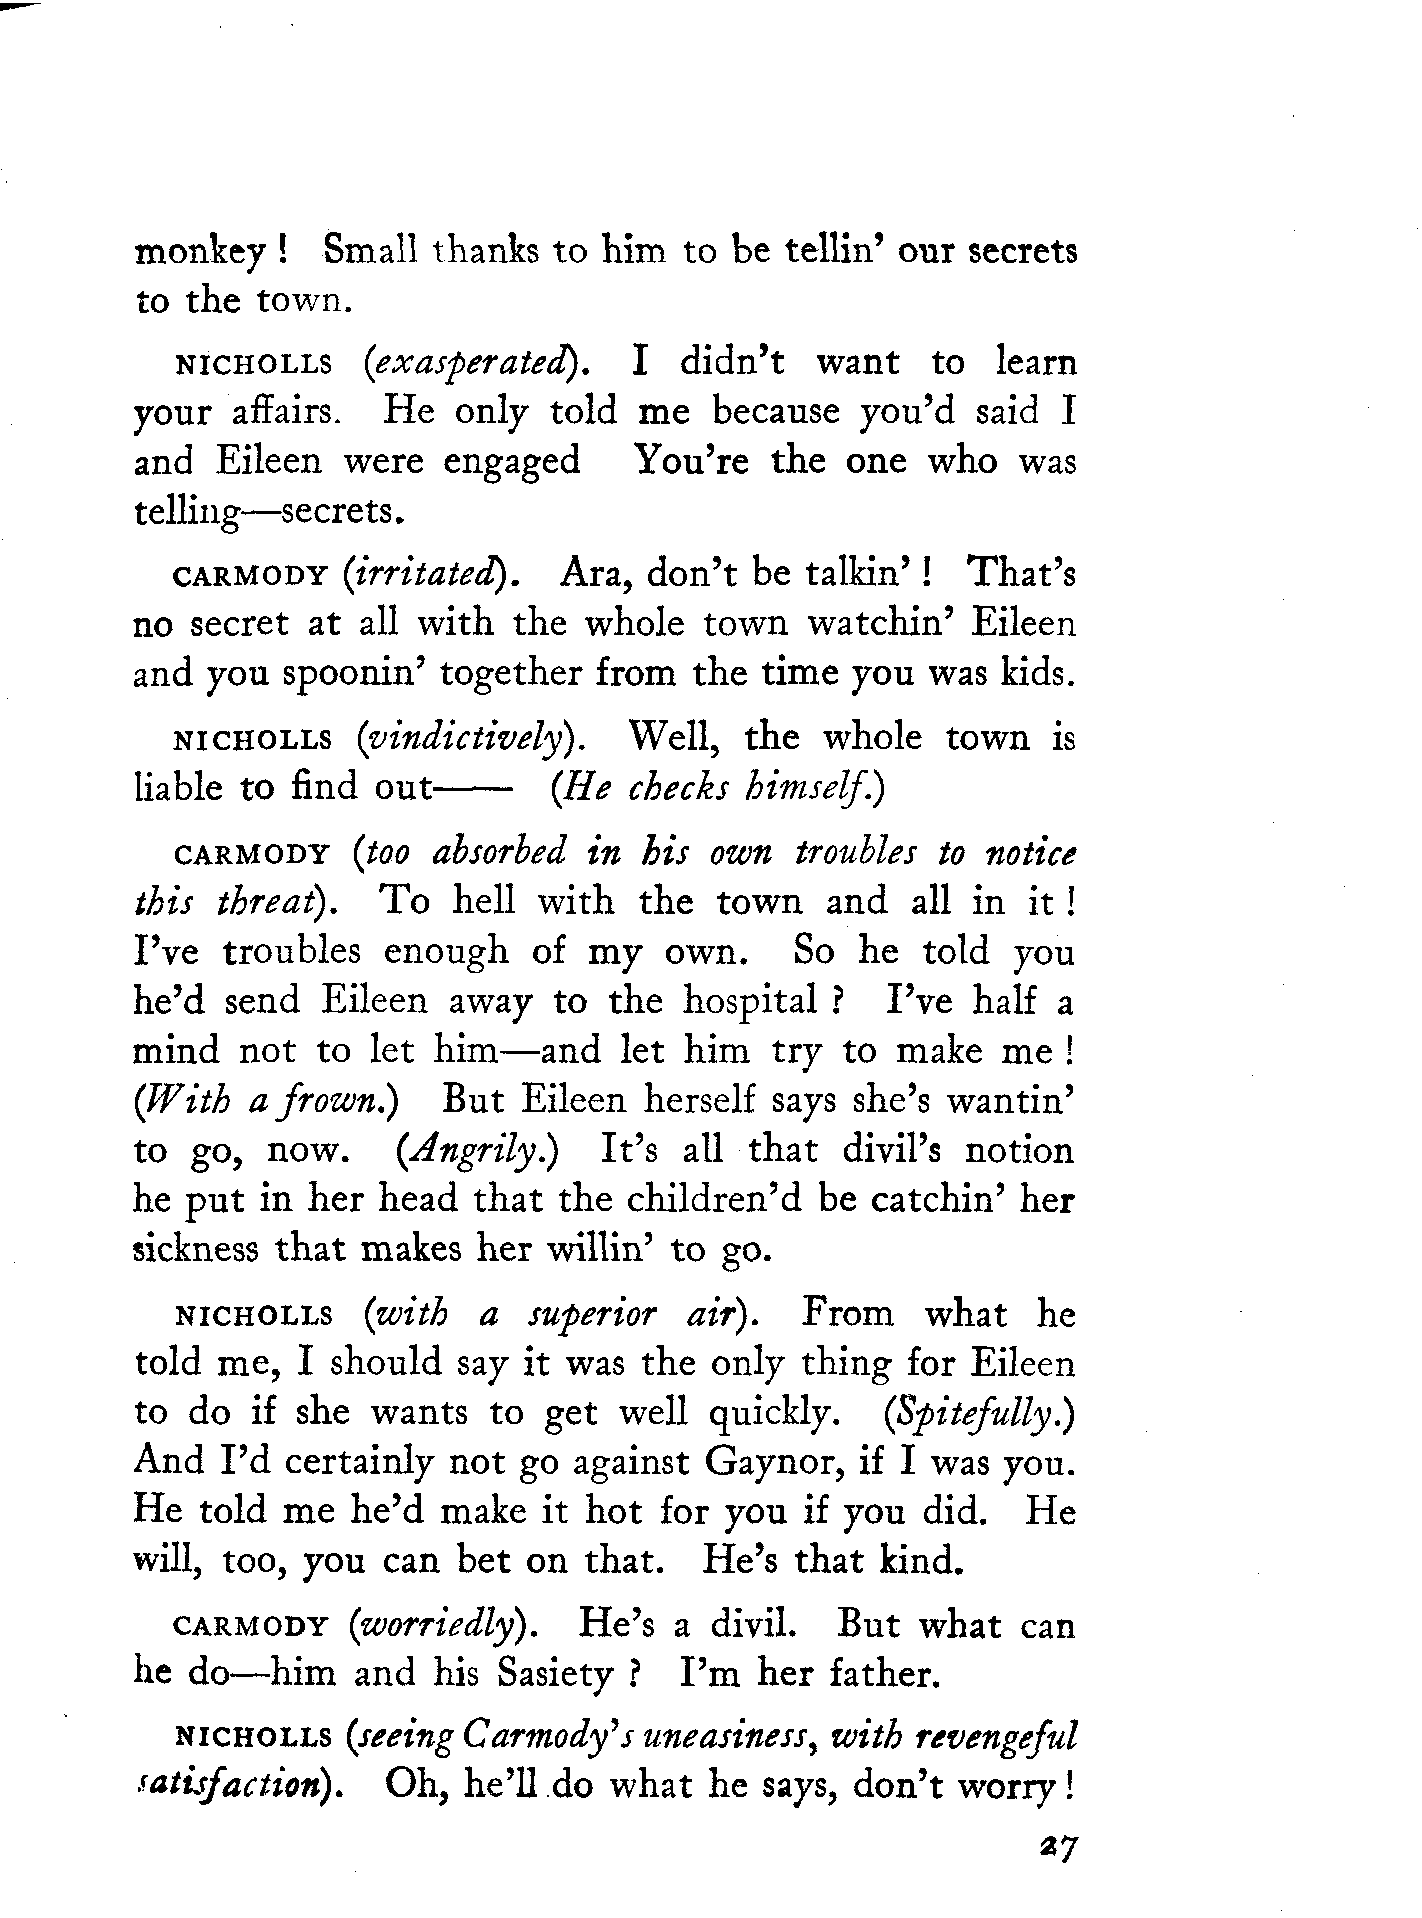 monkey ! Small thanks to him to be tellin’ our secrets
to the town.
NICHOLLS (exasperated). I didn’t want to learn
your affairs. He only told me because you’d said I
and Eileen were engaged You’re the one who was
telling—secrets.
CARMODY (irritated). Ara, don’t be talkin’ ! That’s
no secret at all with the whole town watchin’ Eileen
and you spoonin’ together from the time you was kids.
NICHOLLS (vindictively). Well, the whole town is
liable to find out—— (He checks himself.)
CARMODY (too absorbed in his own troubles to notice
this threat). To hell with the town and all in it !
I’ve troubles enough of my own. So he told you
he’d send Eileen away to the hospital ? I’ve half a
mind not to let him—and let him try to make me !
(With a frown.) But Eileen herself says she’s wantin’
to go, now. (Angrily.) It’s all that divil’s notion
he put in her head that the children’d be catchin’ her
sickness that makes her willin’ to go.
NICHOLLS (with a superior air). From what he
told me, I should say it was the only thing for Eileen
to do if she wants to get well quickly. (Spitefully.)
And I’d certainly not go against Gaynor, if I was you.
He told me he’d make it hot for you if you did. He
will, too, you can bet on that. He’s that kind.
CARMODY (worriedly). He’s a divil. But what can
he do—him and his Sasiety ? I’m her father.
NICHOLLS (seeing Carmody’s uneasiness, with revengeful
satisfaction). Oh, he’ll do what he says, don’t worry !
27